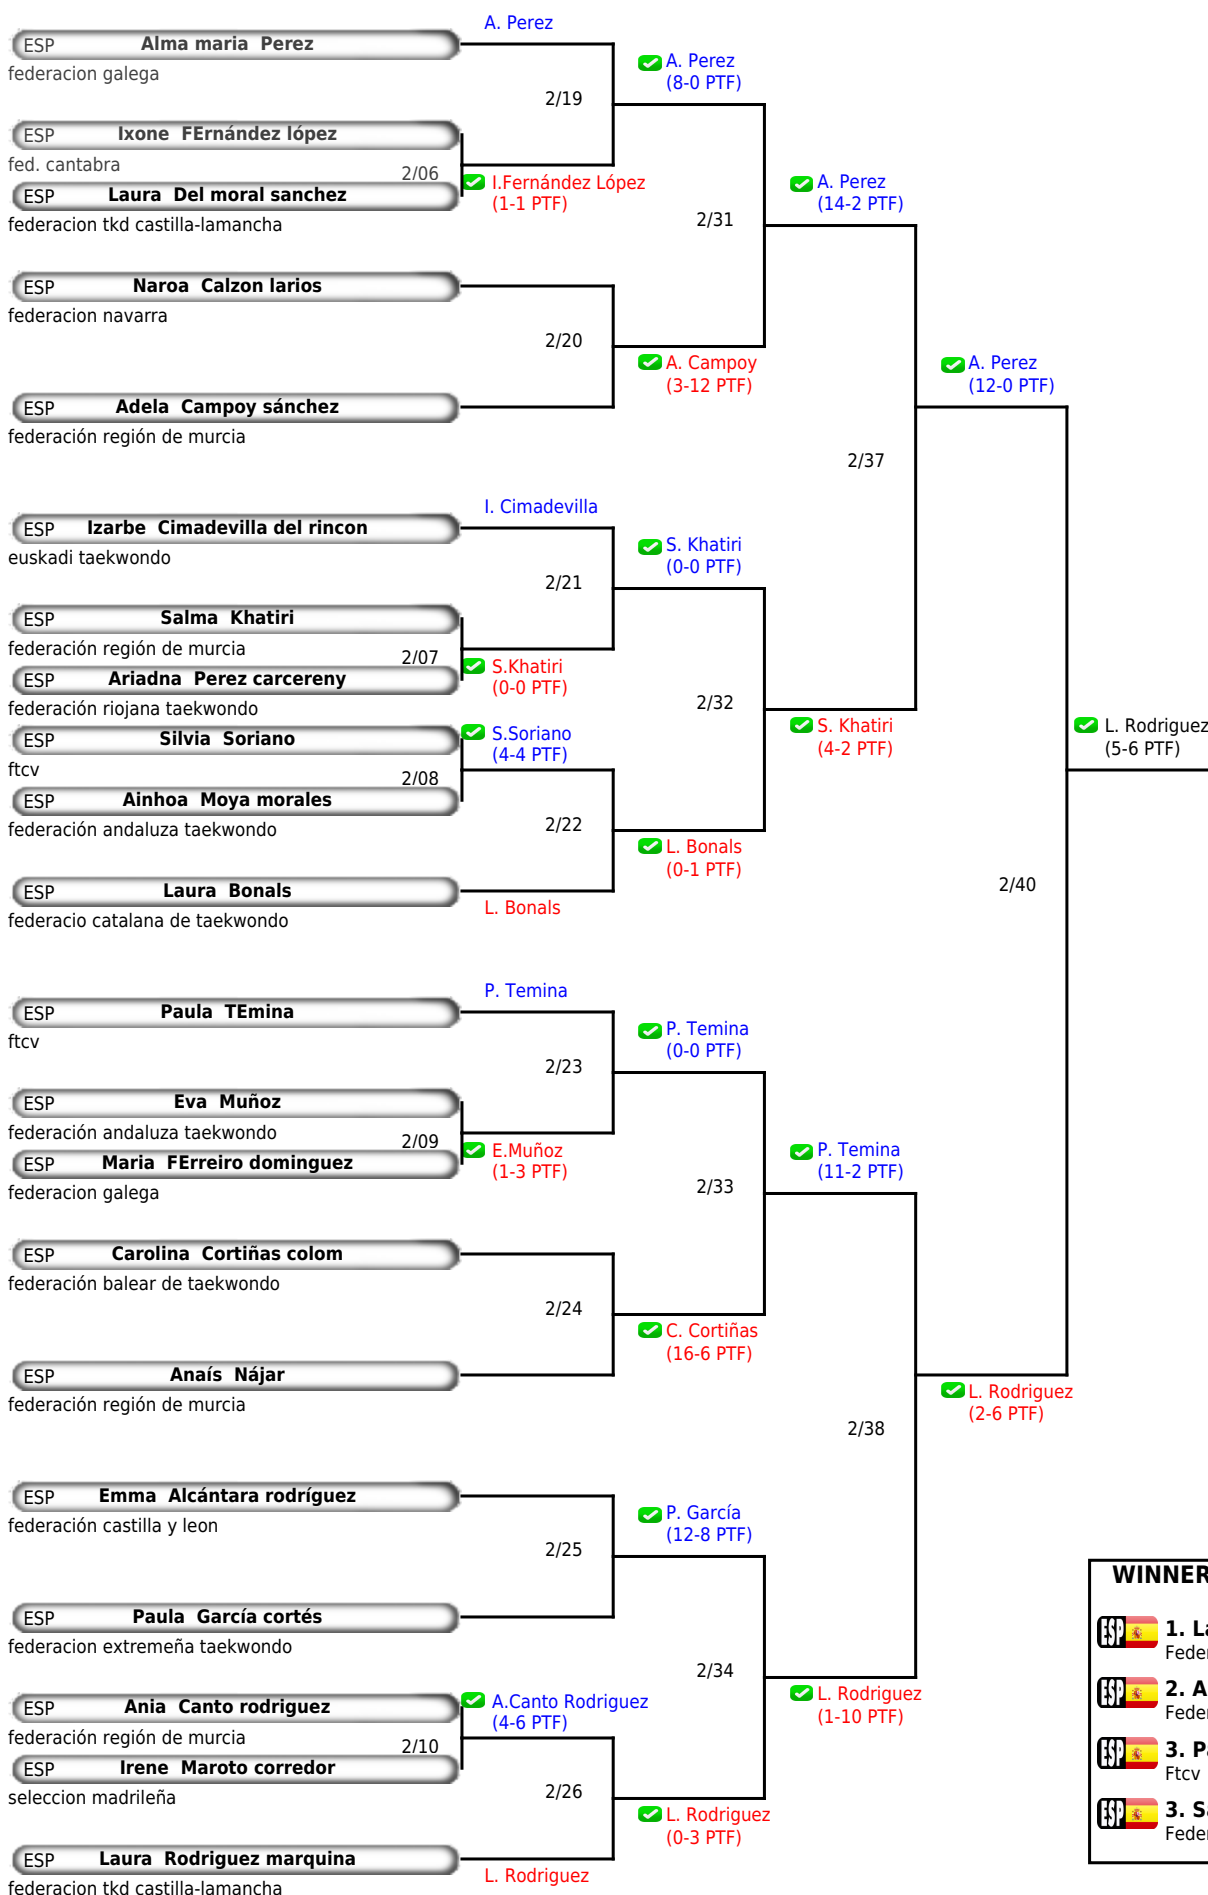 A. Perez
ESP Alma maria Perez
federacion galega
A. Perez
(8-0 PTF)
2/19
ESP Ixone FErnández lópez
fed. cantabra
2/06
I.Fernández López
(1-1 PTF)
ESP Laura Del moral sanchez
federacion tkd castilla-lamancha
A. Perez
(14-2 PTF)
2/31
ESP Naroa Calzon larios
federacion navarra
2/20
A. Campoy
(3-12 PTF)
A. Perez
(12-0 PTF)
ESP Adela Campoy sánchez
federación región de murcia
2/37
I. Cimadevilla
ESP Izarbe Cimadevilla del rincon
euskadi taekwondo
S. Khatiri
(0-0 PTF)
2/21
ESP Salma Khatiri
federación región de murcia
2/07
S.Khatiri
(0-0 PTF)
ESP Ariadna Perez carcereny
federación riojana taekwondo
2/32
S. Khatiri
(4-2 PTF)
L. Rodriguez
(5-6 PTF)
ESP Silvia Soriano
ftcv
S.Soriano
(4-4 PTF)
2/08
ESP Ainhoa Moya morales
federación andaluza taekwondo
2/22
L. Bonals
(0-1 PTF)
ESP Laura Bonals
federacio catalana de taekwondo
L. Bonals
2/40
P. Temina
ESP Paula TEmina
ftcv
P. Temina
(0-0 PTF)
2/23
ESP Eva Muñoz
federación andaluza taekwondo
2/09
E.Muñoz
(1-3 PTF)
ESP Maria FErreiro dominguez
federacion galega
P. Temina
(11-2 PTF)
2/33
ESP Carolina Cortiñas colom
federación balear de taekwondo
2/24
C. Cortiñas
(16-6 PTF)
ESP Anaís Nájar
federación región de murcia
L. Rodriguez
(2-6 PTF)
2/38
ESP Emma Alcántara rodríguez
federación castilla y leon
P. García
(12-8 PTF)
2/25
ESP Paula García cortés
federacion extremeña taekwondo
2/34
L. Rodriguez
(1-10 PTF)
ESP Ania Canto rodriguez
federación región de murcia
A.Canto Rodriguez
(4-6 PTF)
2/10
ESP Irene Maroto corredor
seleccion madrileña
2/26
L. Rodriguez
(0-3 PTF)
ESP Laura Rodriguez marquina
federacion tkd castilla-lamancha
L. Rodriguez
WINNER
ESP 1. La
Feder
ESP 2. A
Feder
ESP 3. Pa
Ftcv
ESP 3. Sa
Feder